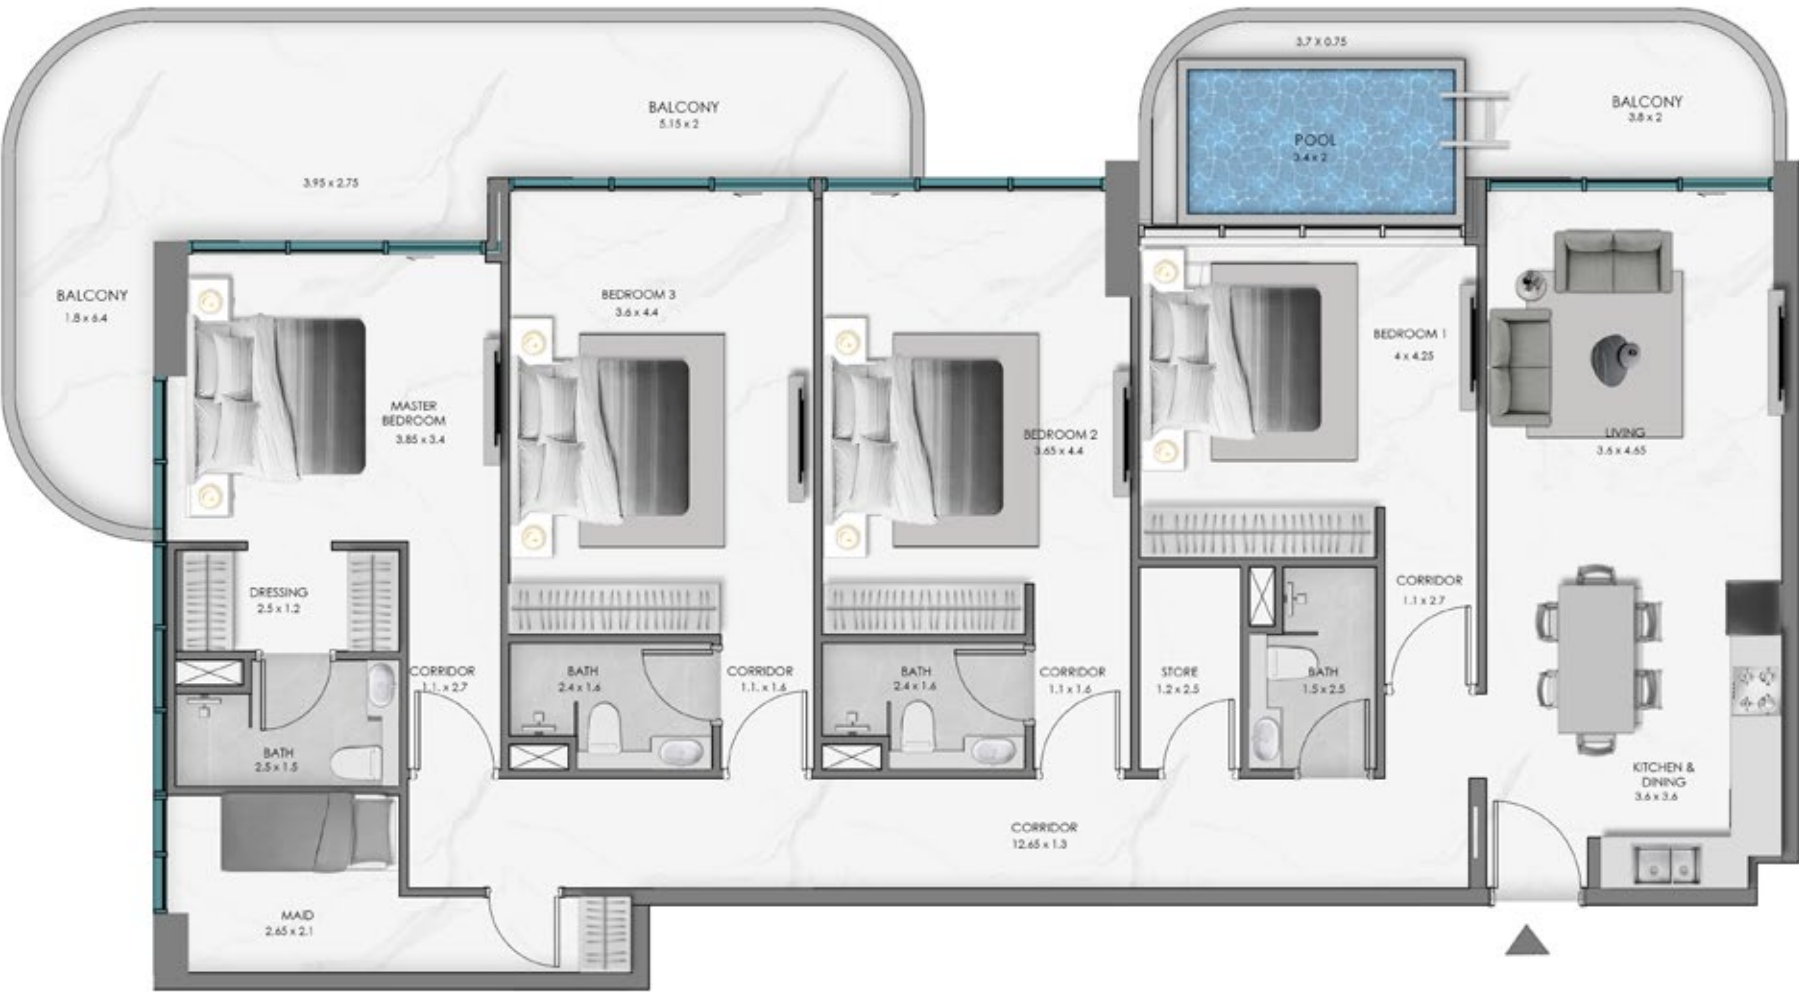 3.7 X 0.75
BALCONY
5.15 x 2
BALCONY
3.8 x 2
POOL
3.4 x 2
3.95 x 2.75
BALCONY
1.8 x 6.4
BEDROOM 3
3.6 x 4.4
BEDROOM 1
4 x 4.25
MASTER
BEDROOM
3.85 x 3.4
BEDROOM 2
3.65 x 4.4
LIVING
3.6 x 4.65
DRESSING
2.5 x 1.2
CORRIDOR
1.1 x 2.7
CORRIDOR
1.1. x 2.7
BATH
2.4 x 1.6
CORRIDOR
1.1. x 1.6
BATH
2.4 x 1.6
CORRIDOR
1.1 x 1.6
STORE
1.2 x 2.5
BATH
1.5 x 2.5
BATH
2.5 x 1.5
KITCHEN &
DINING
3.6 x 3.6
CORRIDOR
12.65 x 1.3
MAID
2.65 x 2.1